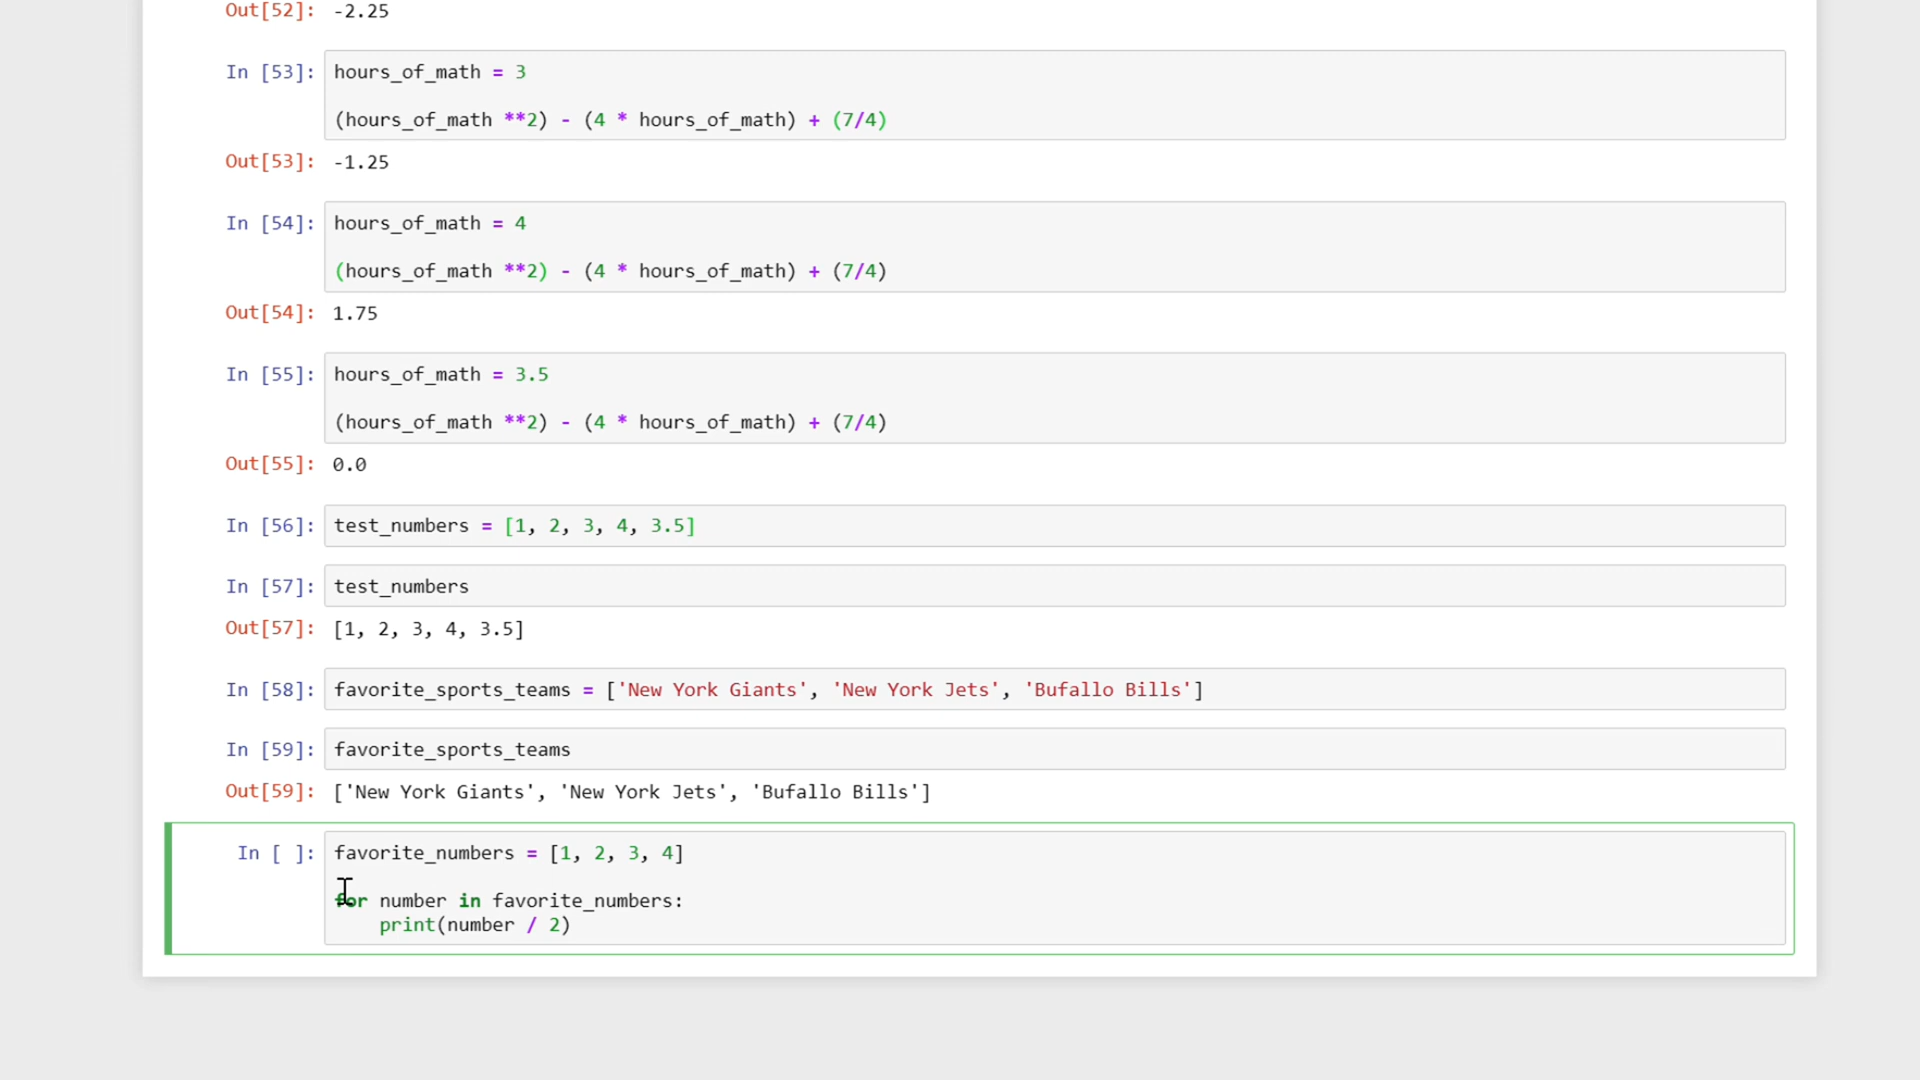 Out[52]: -2.25
In [53]: hours_of_math = 3
(hours_of_math **2) - (4 * hours_of_math) + (7/4)
Out[53]: -1.25
In [54]: hours_of_math = 4
(hours_of_math **2) - (4 * hours_of_math) + (7/4)
Out[54]: 1.75
In [55]: hours_of_math = 3.5
(hours_of_math **2) - (4 * hours_of_math) + (7/4)
Out[55]: 0.0
In [56]: test_numbers = [1, 2, 3, 4, 3.5]
In [57]: test_numbers
Out[57]: [1, 2, 3, 4, 3.5]
In [58]: favorite_sports_teams = ['New York Giants', 'New York Jets', 'Bufallo Bills']
In [59]: favorite_sports_teams
Out[59]: ['New York Giants', 'New York Jets', 'Bufallo Bills']
In [ ]: favorite_numbers = [1, 2, 3, 4]
for number in favorite_numbers:
    print(number / 2)